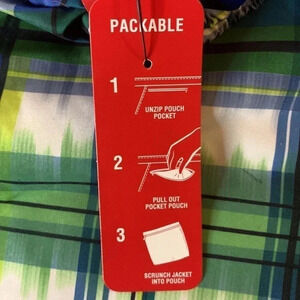 PACKABLE
1
UNZIP POUCH
POCKET
2
PULL OUT
POCKET POUCH
3
SCRUNCH JACKET
INTO POUCH